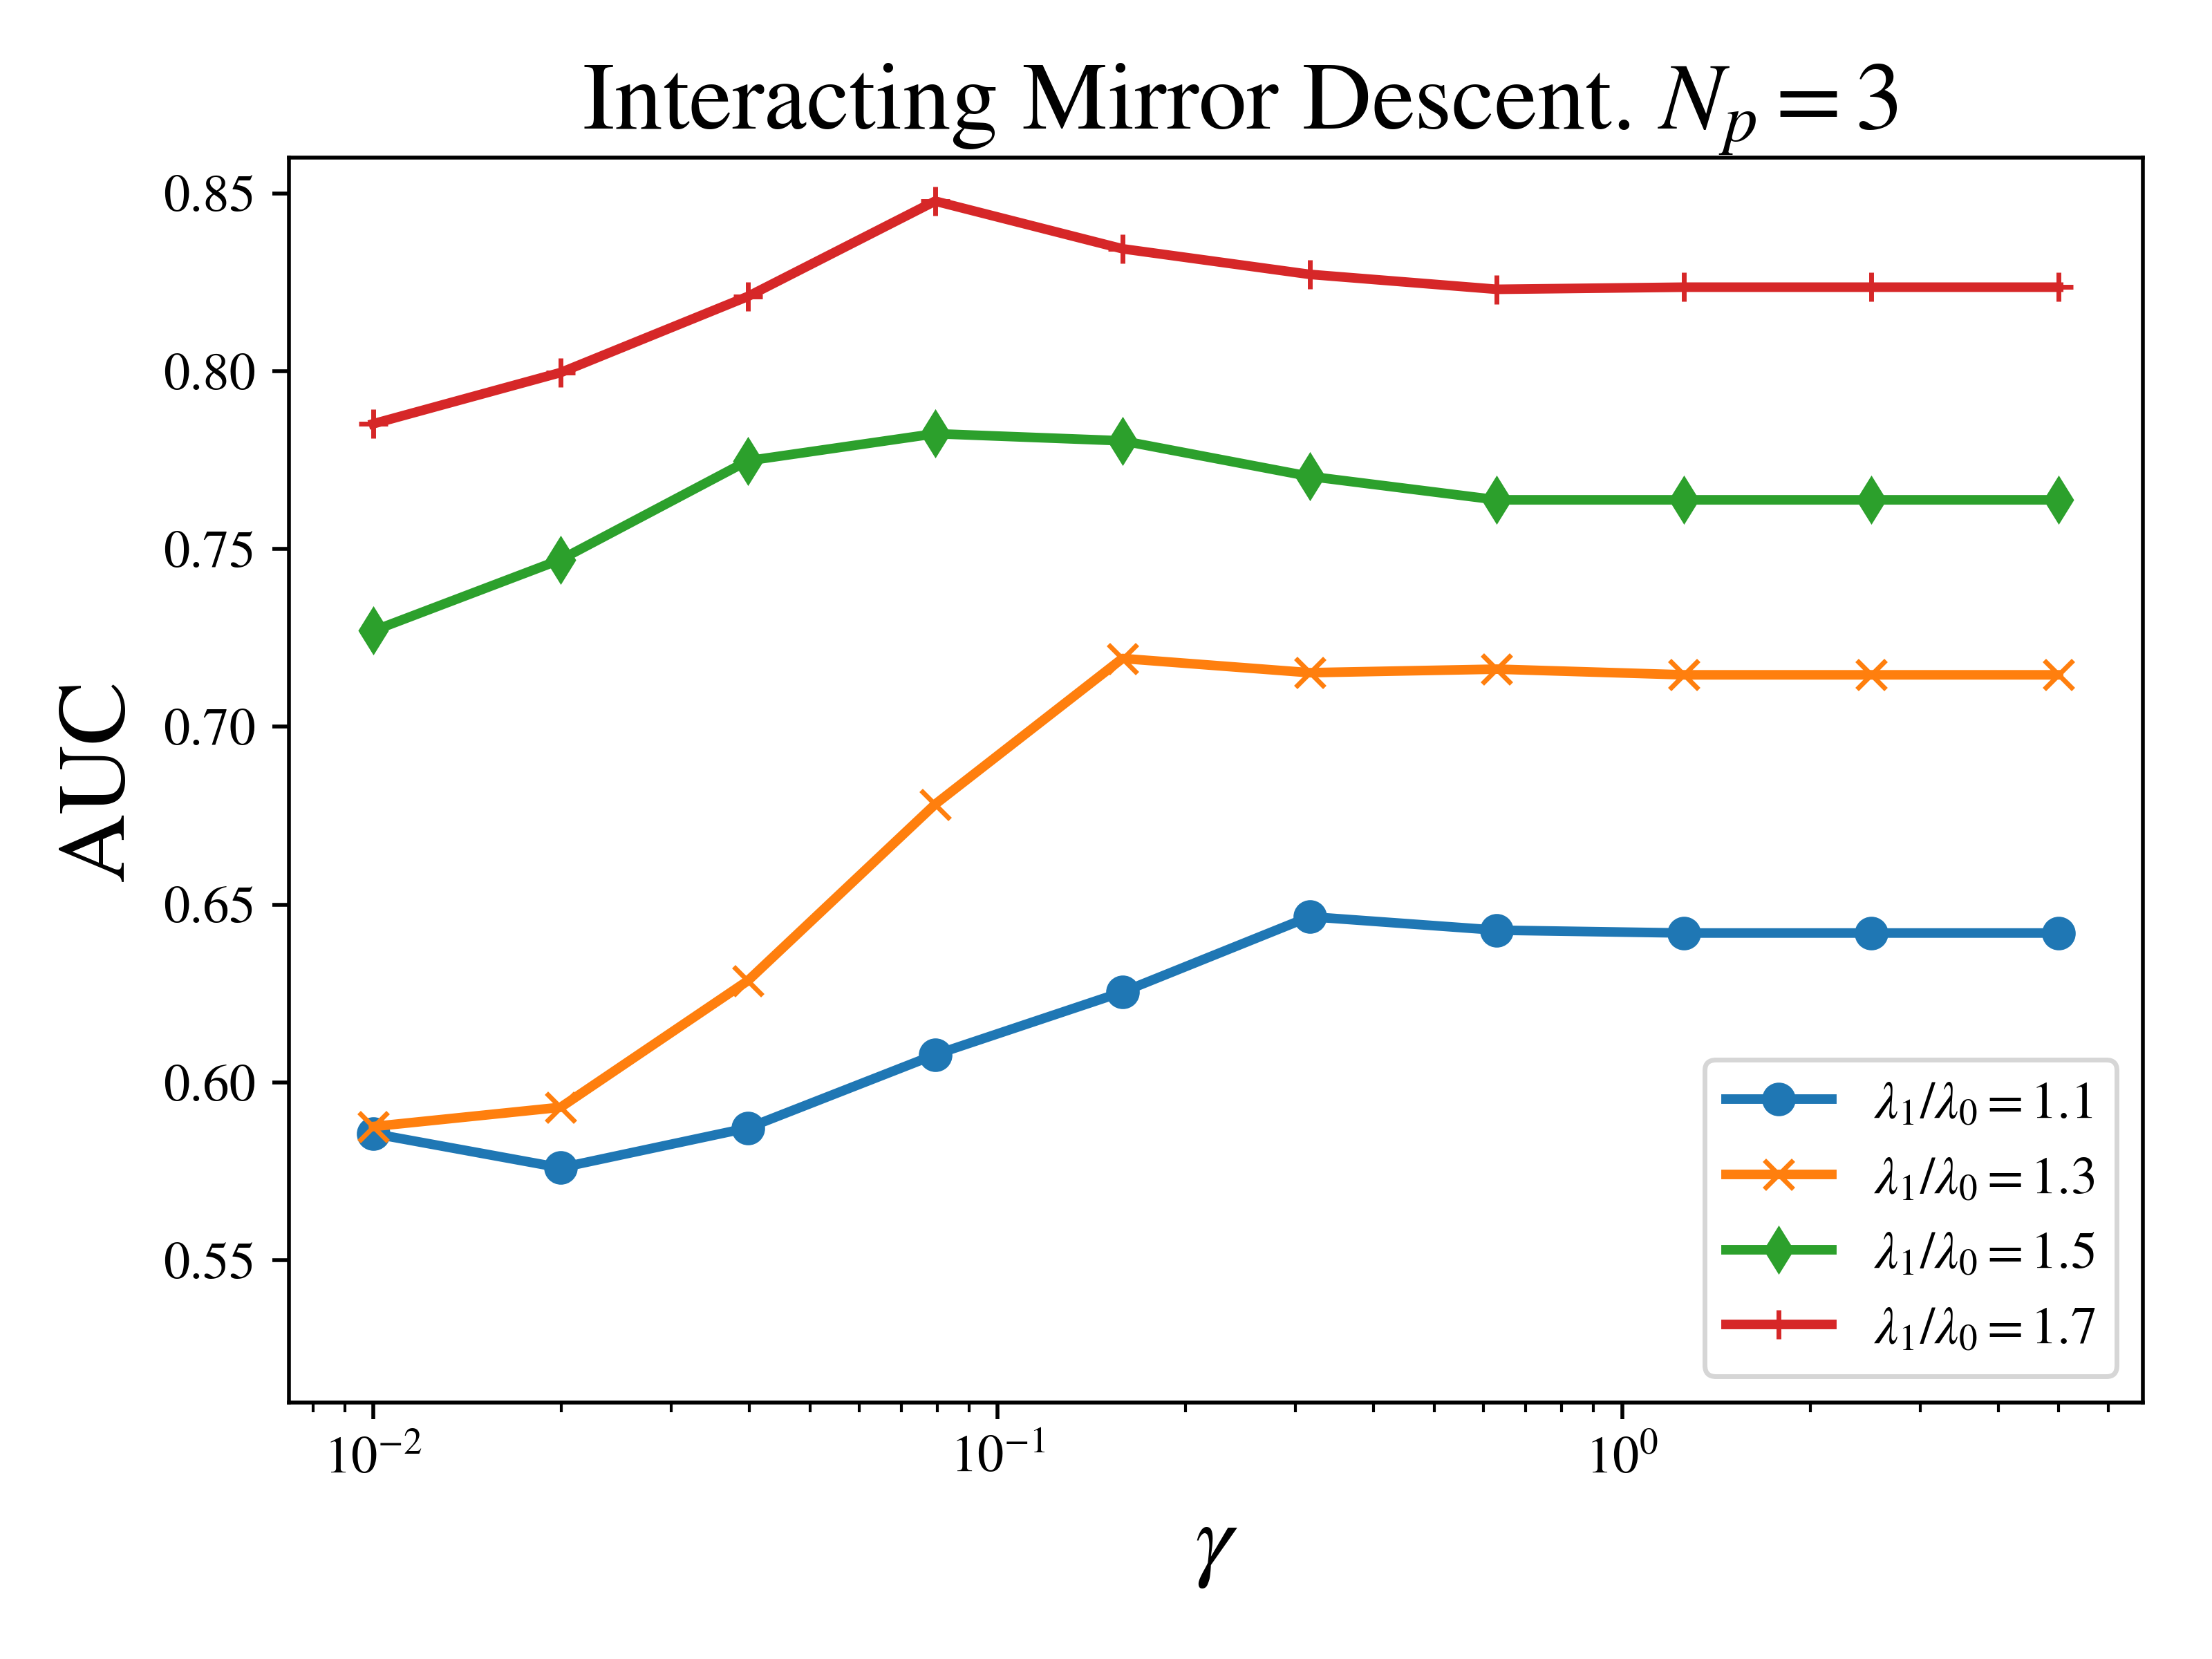 Interacting Mirror Descent. $N_p = 3$
0.85
0.80
0.75
0.70
0.65
0.60
0.55
AUC
$\lambda_1/\lambda_0 = 1.1$
$\lambda_1/\lambda_0 = 1.3$
$\lambda_1/\lambda_0 = 1.5$
$\lambda_1/\lambda_0 = 1.7$
$10^{-2}$ $10^{-1}$ $10^{0}$
$\gamma$